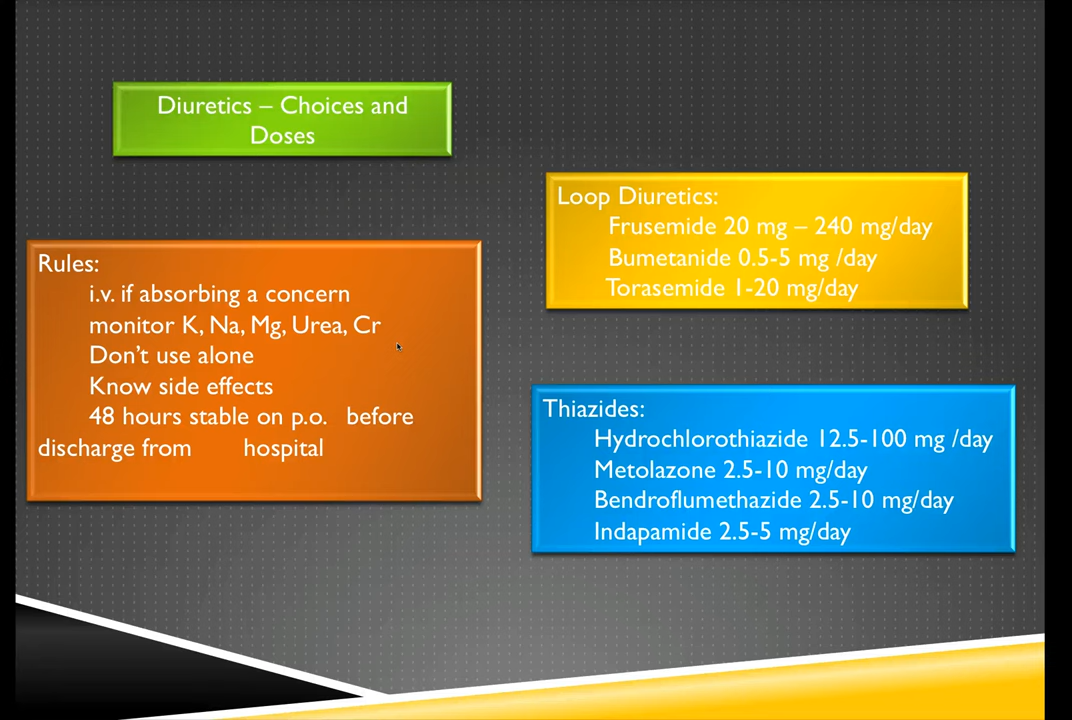 Diuretics – Choices and
Doses
Rules:
i.v. if absorbing a concern
monitor K, Na, Mg, Urea, Cr
Don't use alone
Know side effects
48 hours stable on p.o. before
discharge from hospital
Loop Diuretics:
Frusemide 20 mg – 240 mg/day
Bumetanide 0.5-5 mg /day
Torasemide 1-20 mg/day
Thiazides:
Hydrochlorothiazide 12.5-100 mg /day
Metolazone 2.5-10 mg/day
Bendroflumethazide 2.5-10 mg/day
Indapamide 2.5-5 mg/day